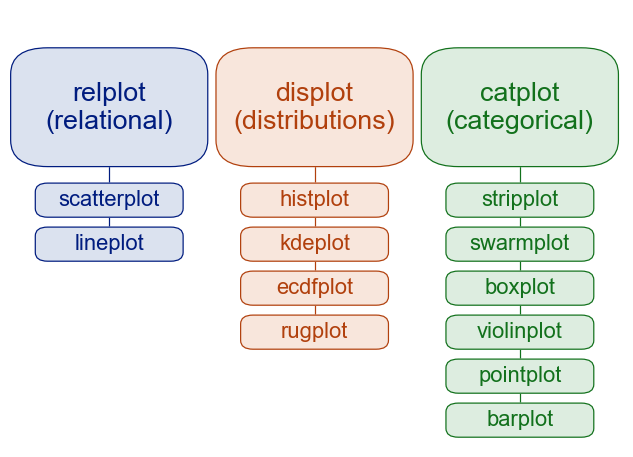 relplot
(relational)
scatterplot
lineplot
displot
(distributions)
histplot
kdeplot
ecdfplot
rugplot
catplot
(categorical)
stripplot
swarmplot
boxplot
violinplot
pointplot
barplot